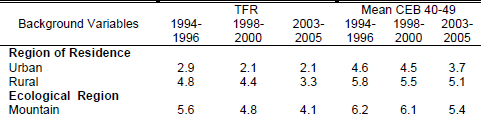 Background Variables TFR Mean CEB 40-49
1994-1996 1998-2000 2003-2005 1994-1996 1998-2000 2003-2005
Region of Residence
Urban 2.9 2.1 2.1 4.6 4.5 3.7
Rural 4.8 4.4 3.3 5.8 5.5 5.1
Ecological Region
Mountain 5.6 4.8 4.1 6.2 6.1 5.4